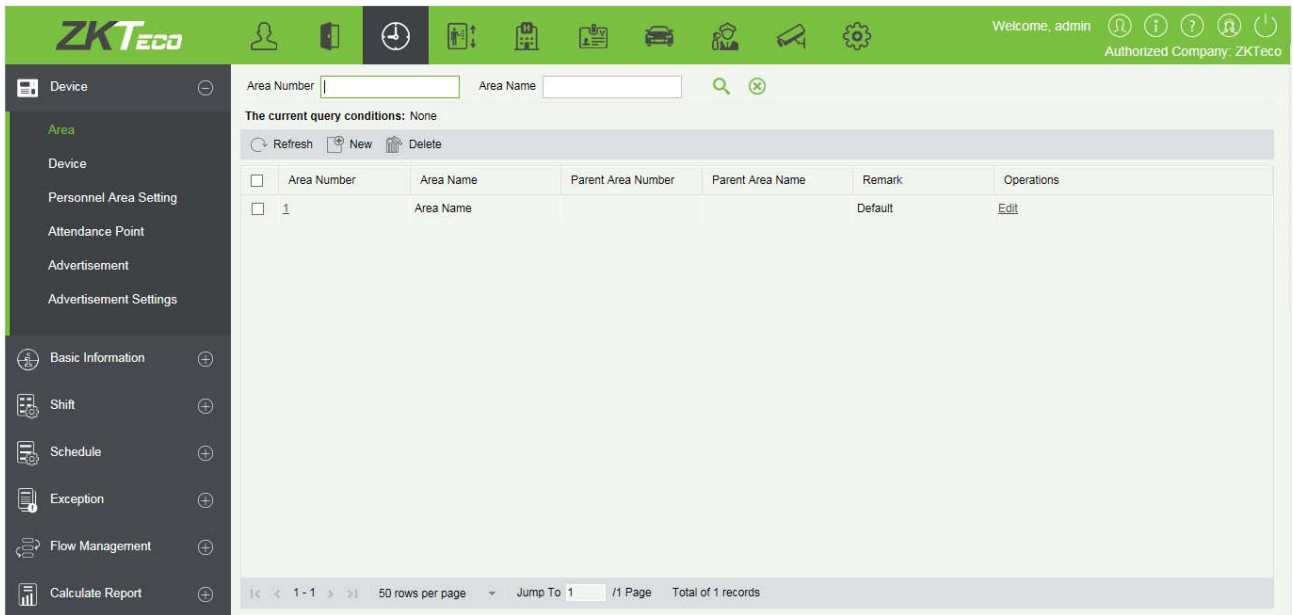 ZKTeco
Welcome, admin
Authorized Company: ZKTeco
Device
Area
Device
Personnel Area Setting
Attendance Point
Advertisement
Advertisement Settings
Basic Information
Shift
Schedule
Exception
Flow Management
Calculate Report
Area Number Area Name
The current query conditions: None
Refresh New Delete
Area Number Area Name Parent Area Number Parent Area Name Remark Operations
1 Area Name Default Edit
|< < 1 - 1 > >| 50 rows per page Jump To 1 /1 Page Total of 1 records